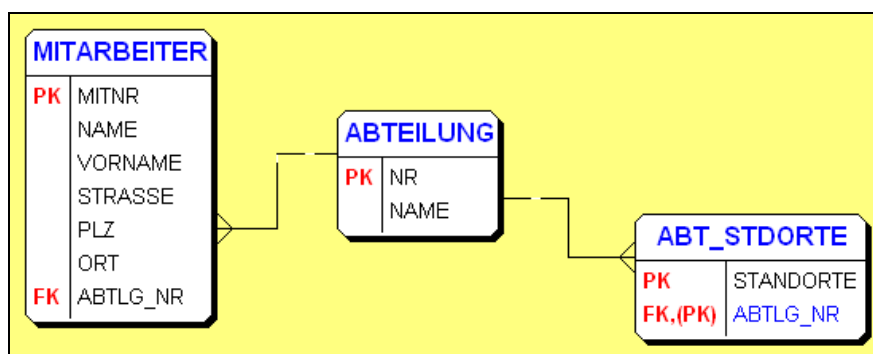 MITARBEITER
PK MITNR
NAME
VORNAME
STRASSE
PLZ
ORT
FK ABTLG_NR
ABTEILUNG
PK NR
NAME
ABT_STDORTE
PK STANDORTE
FK,(PK) ABTLG_NR